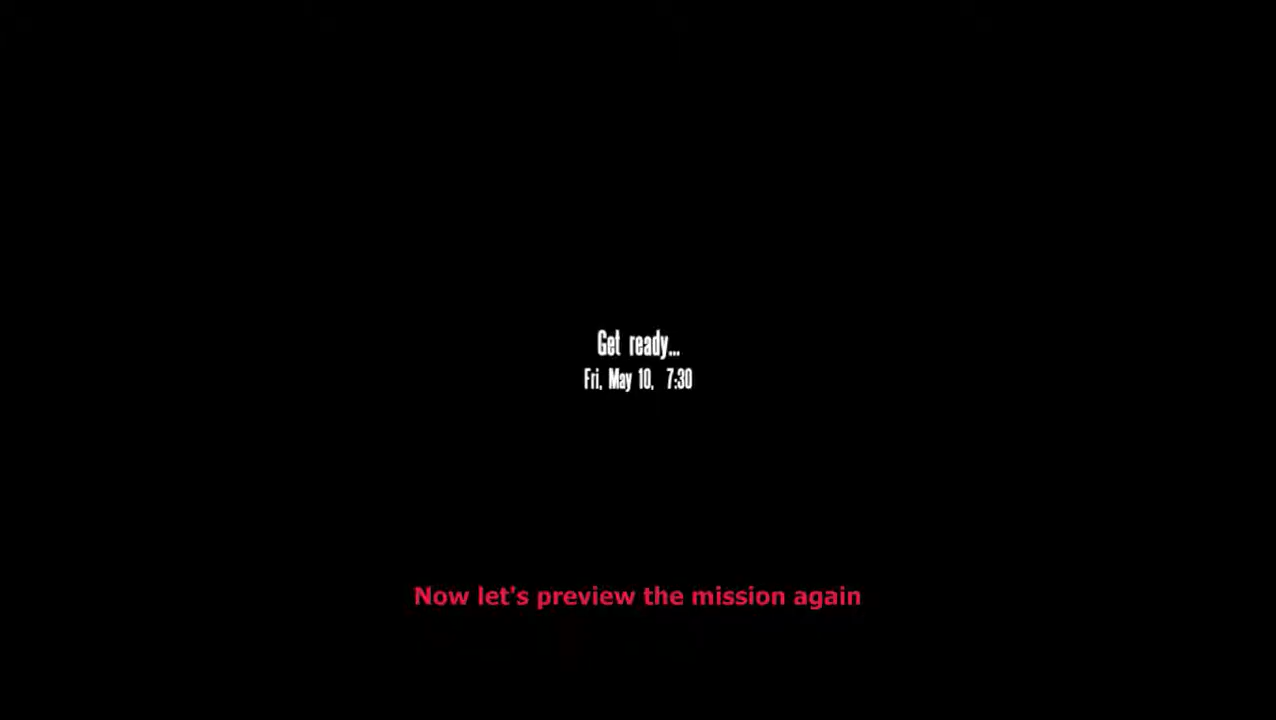 Get ready...
Fri, May 10, 7:30
Now let's preview the mission again